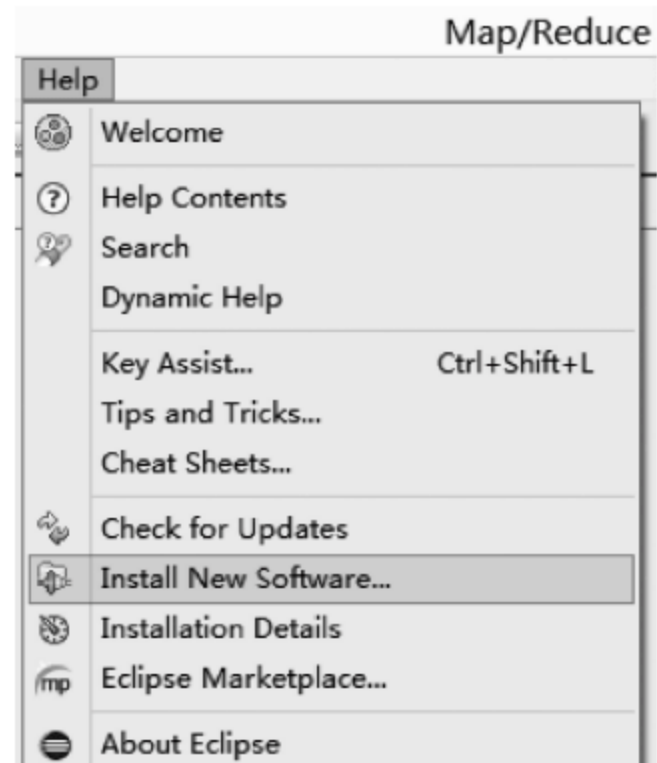 Map/Reduce
Help
Welcome
Help Contents
Search
Dynamic Help
Key Assist... Ctrl+Shift+L
Tips and Tricks...
Cheat Sheets...
Check for Updates
Install New Software...
Installation Details
mp Eclipse Marketplace...
About Eclipse